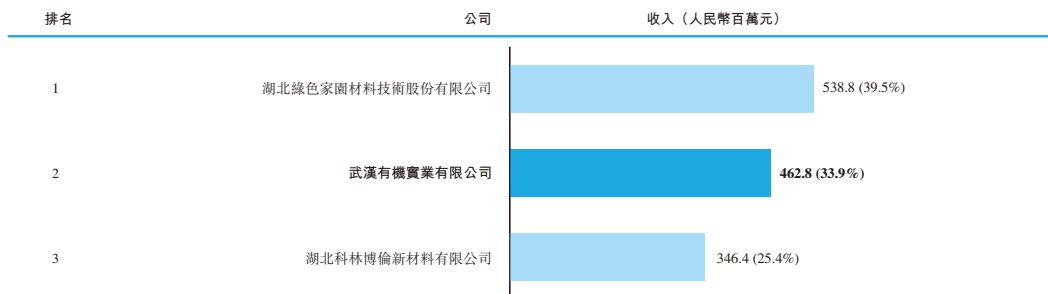 排名 公司 收入（人民幣百萬元）
1 湖北綠色家園材料技術股份有限公司 538.8 (39.5%)
2 武漢有機實業有限公司 462.8 (33.9%)
3 湖北科林博倫新材料有限公司 346.4 (25.4%)